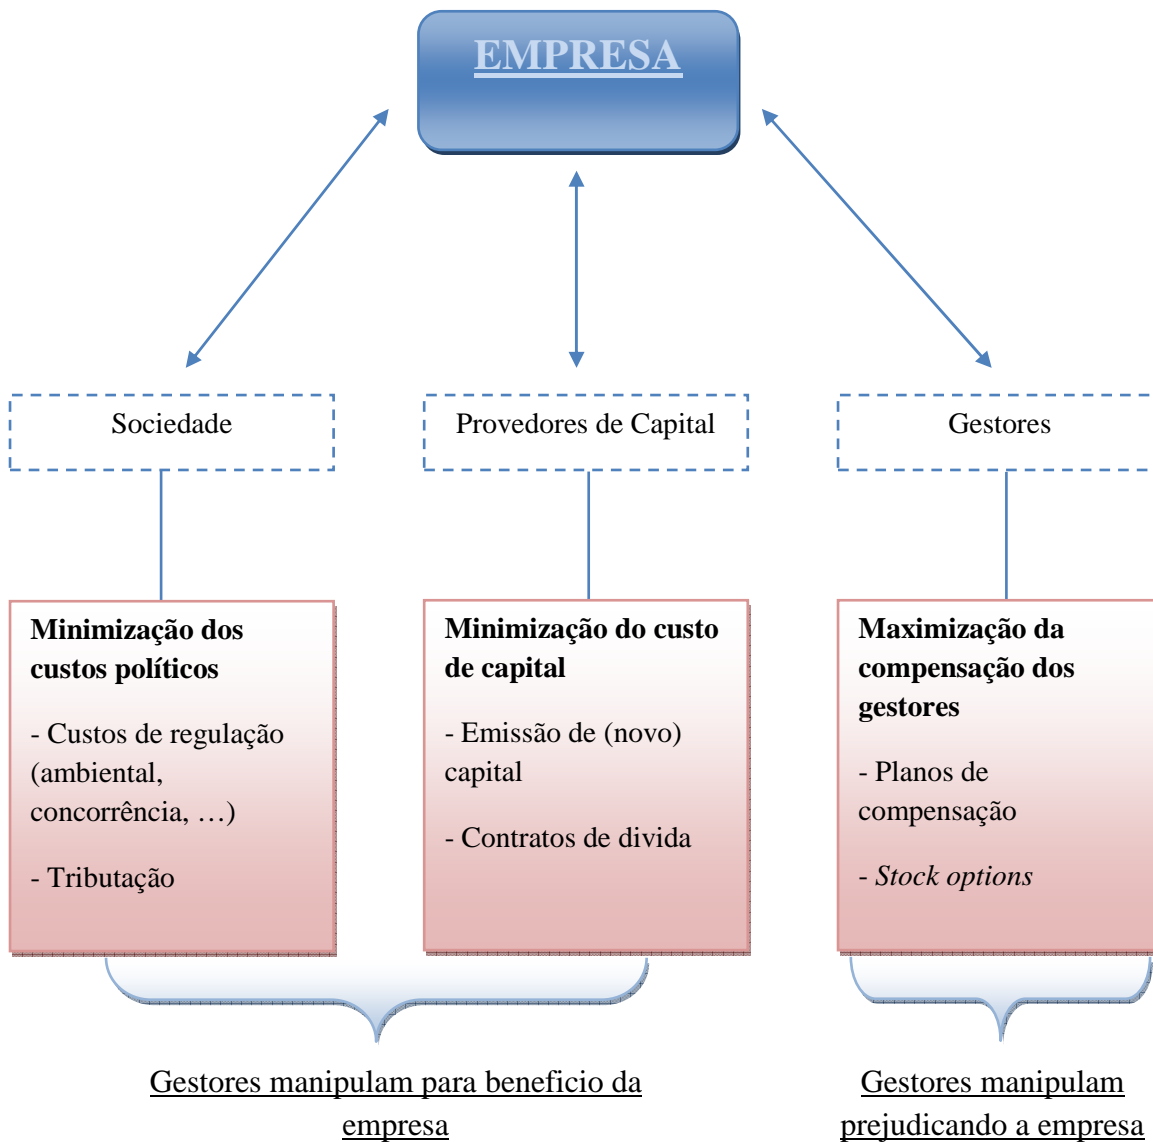 EMPRESA
Sociedade
Provedores de Capital
Gestores
Minimização dos
custos políticos
- Custos de regulação
(ambiental,
concorrência, …)
- Tributação
Minimização do custo
de capital
- Emissão de (novo)
capital
- Contratos de divida
Maximização da
compensação dos
gestores
- Planos de
compensação
- Stock options
Gestores manipulam para beneficio da
empresa
Gestores manipulam
prejudicando a empresa